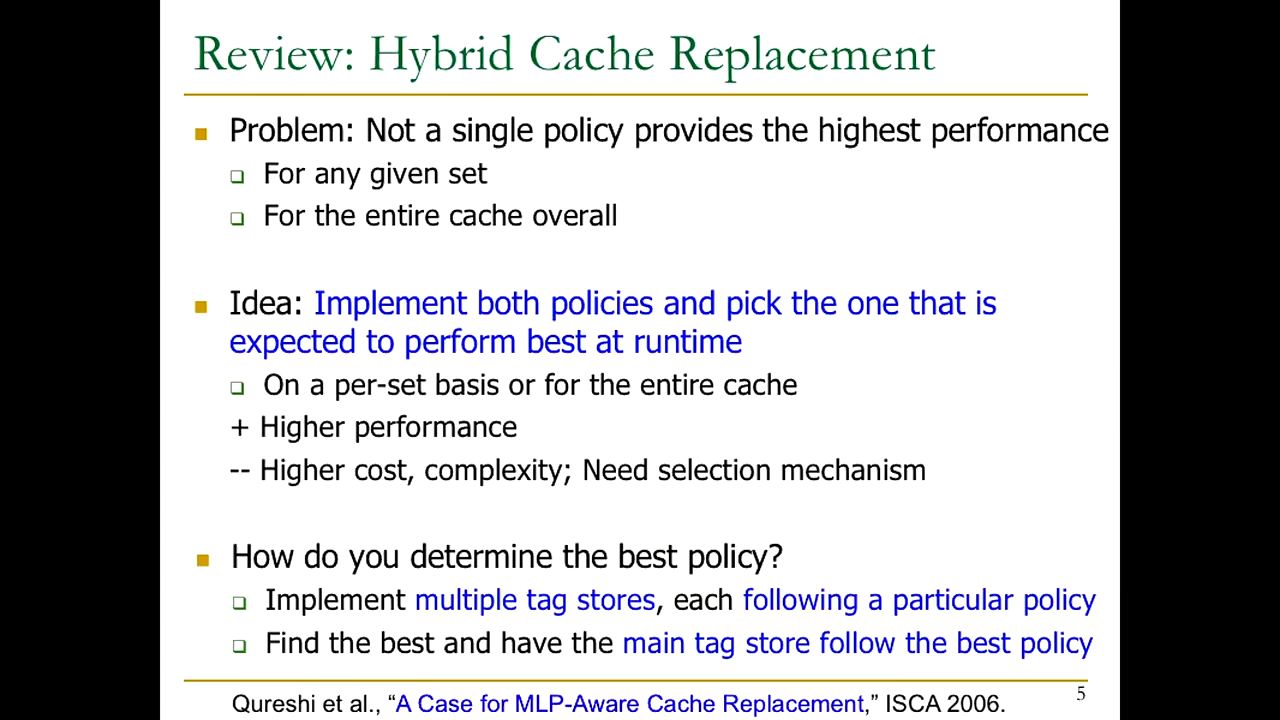 Review: Hybrid Cache Replacement
Problem: Not a single policy provides the highest performance
For any given set
For the entire cache overall
Idea: Implement both policies and pick the one that is
expected to perform best at runtime
On a per-set basis or for the entire cache
+ Higher performance
-- Higher cost, complexity; Need selection mechanism
How do you determine the best policy?
Implement multiple tag stores, each following a particular policy
Find the best and have the main tag store follow the best policy
Qureshi et al., “A Case for MLP-Aware Cache Replacement,” ISCA 2006.
5